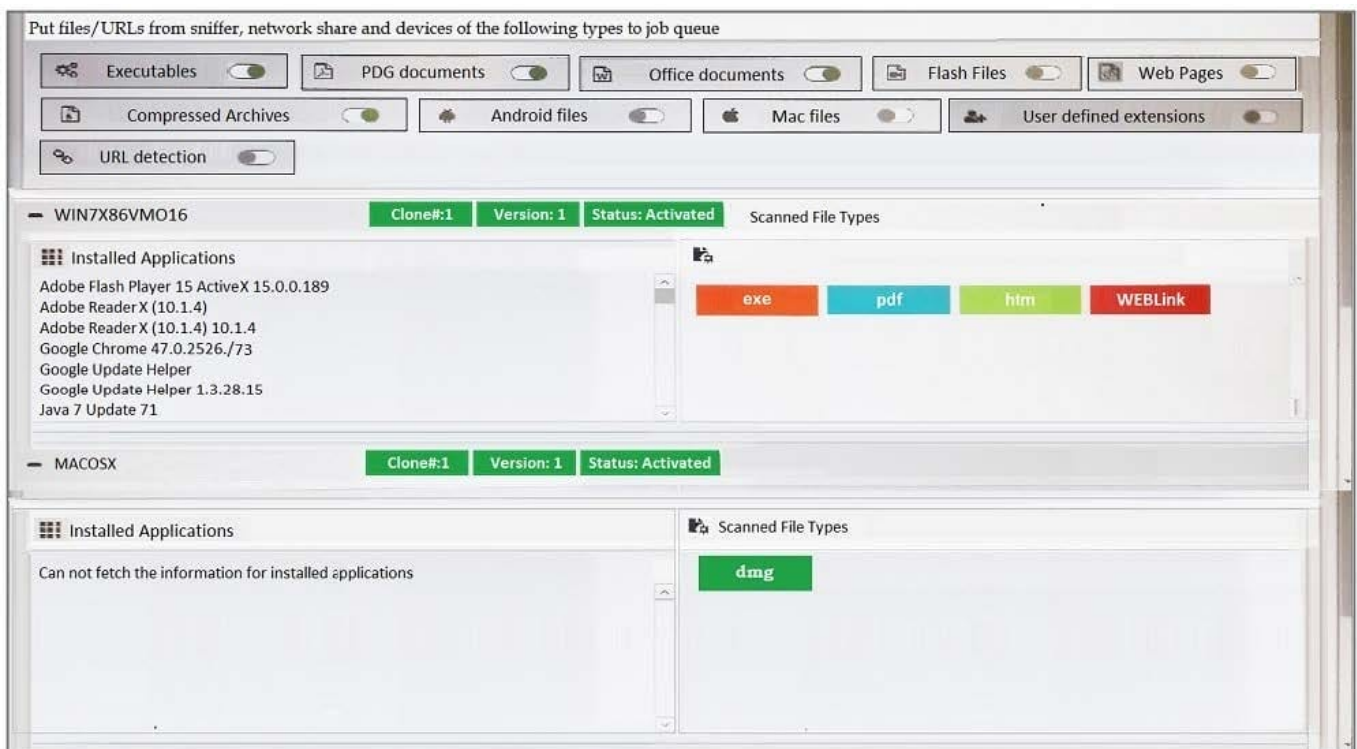 Put files/URLs from sniffer, network share and devices of the following types to job queue
Executables PDG documents Office documents Flash Files Web Pages
Compressed Archives Android files Mac files User defined extensions
URL detection
WIN7X86VMO16 Clone#:1 Version: 1 Status: Activated Scanned File Types
Installed Applications
Adobe Flash Player 15 ActiveX 15.0.0.189
Adobe Reader X (10.1.4)
Adobe Reader X (10.1.4) 10.1.4
Google Chrome 47.0.2526./73
Google Update Helper
Google Update Helper 1.3.28.15
Java 7 Update 71
exe pdf htm WEBLink
MACOSX Clone#:1 Version: 1 Status: Activated
Installed Applications
Can not fetch the information for installed applications
Scanned File Types
dmg